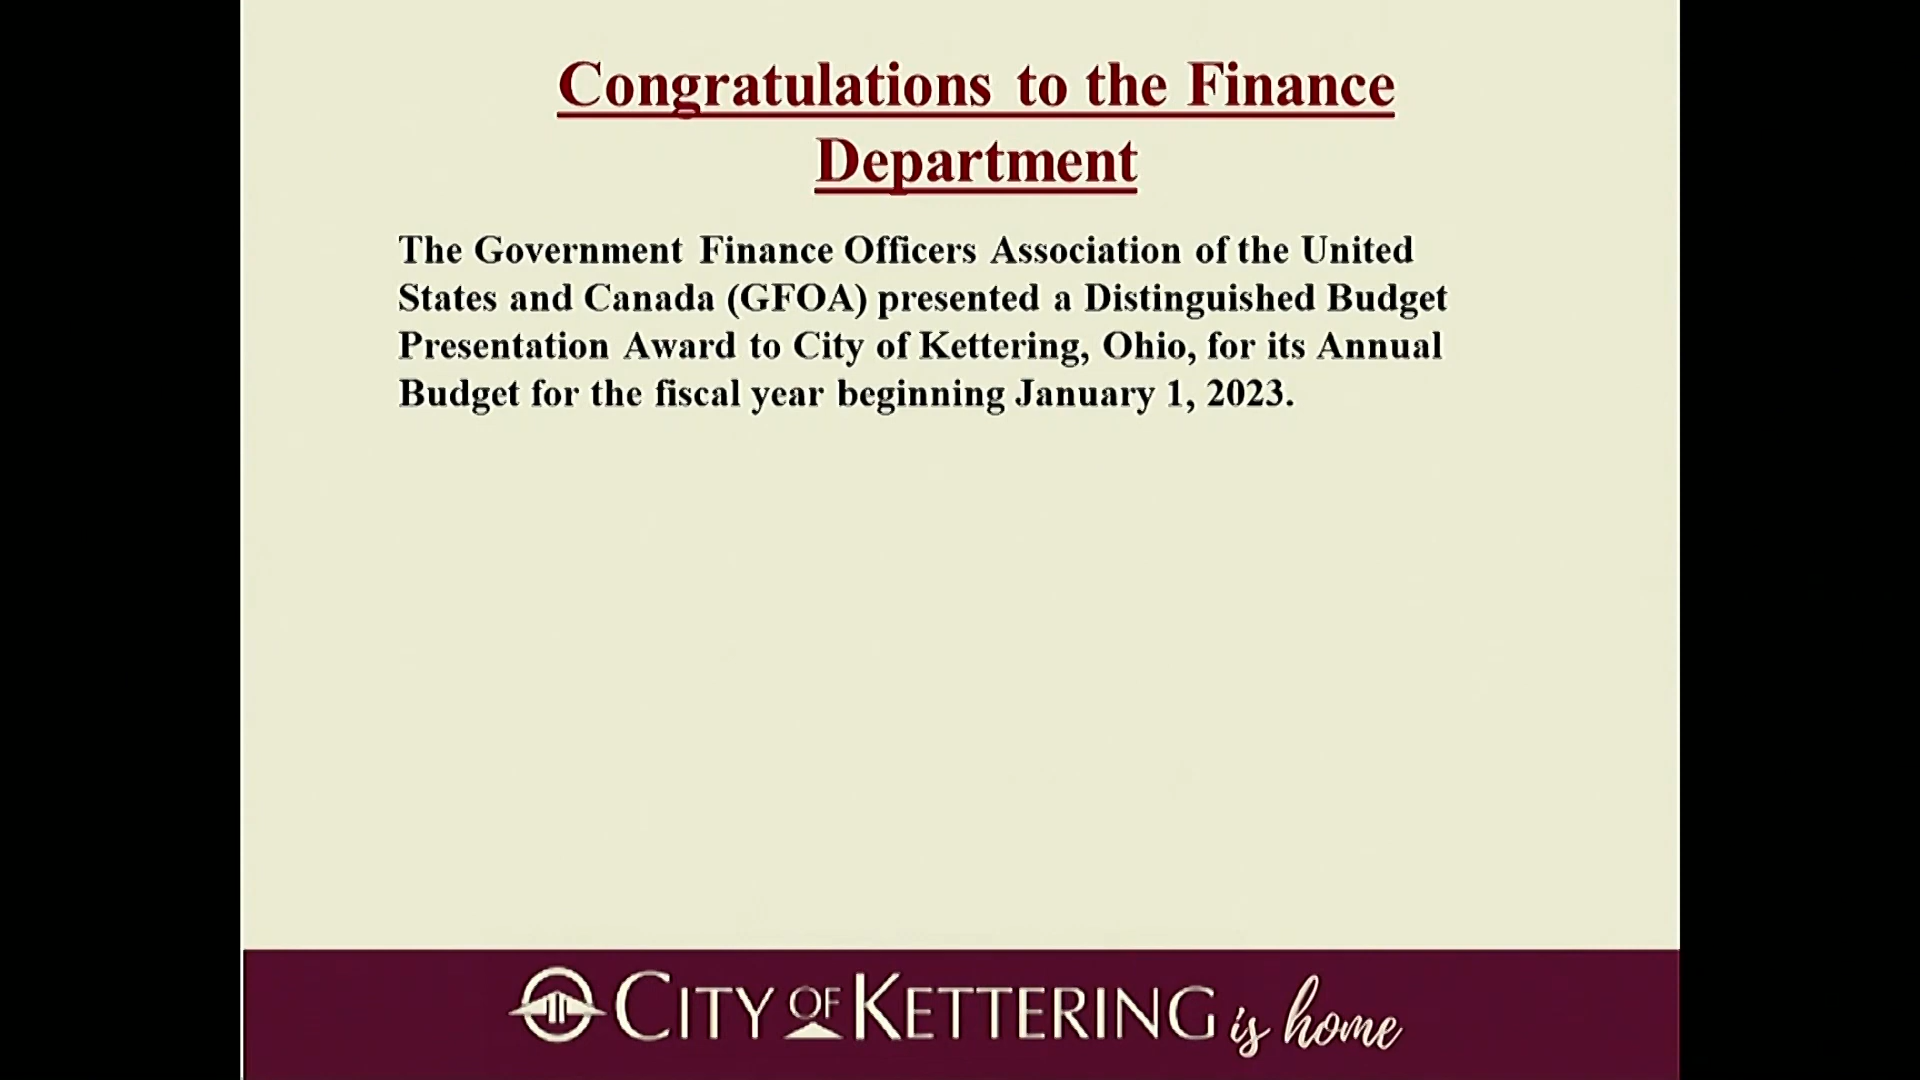 Congratulations to the Finance
Department
The Government Finance Officers Association of the United
States and Canada (GFOA) presented a Distinguished Budget
Presentation Award to City of Kettering, Ohio, for its Annual
Budget for the fiscal year beginning January 1, 2023.
CITY OF KETTERING is home